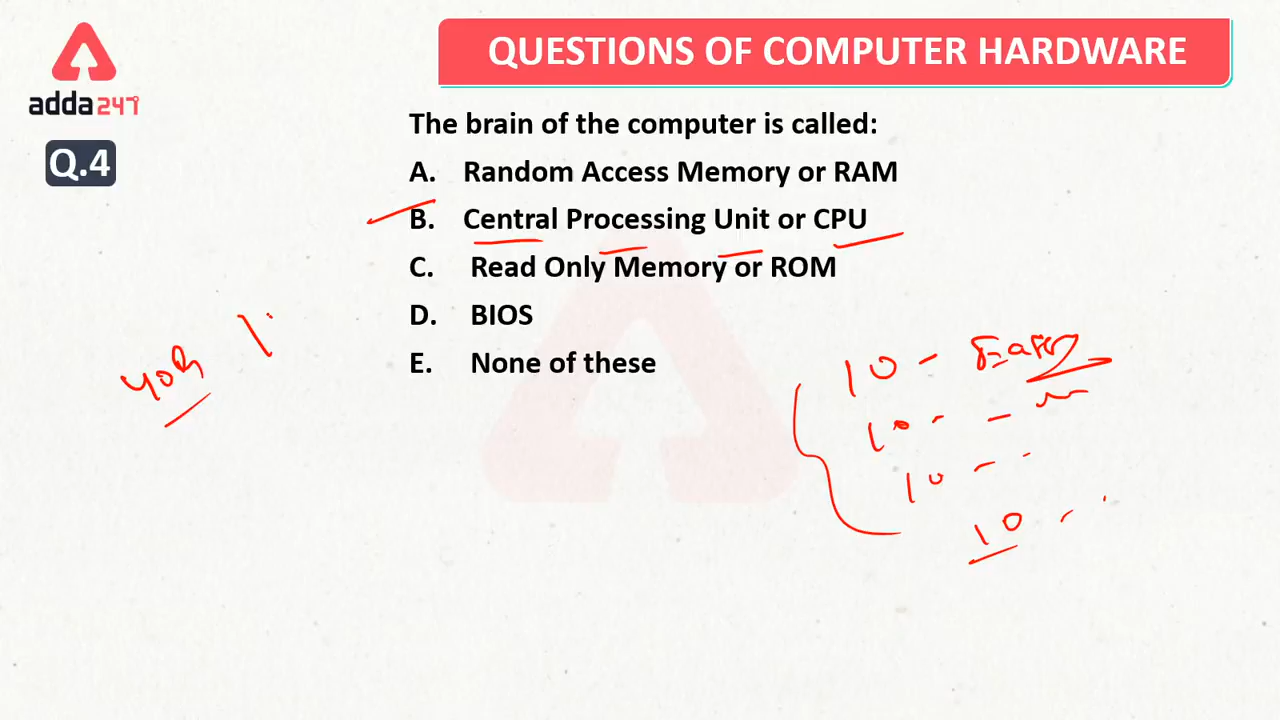 QUESTIONS OF COMPUTER HARDWARE
adda247
Q.4
The brain of the computer is called:
A. Random Access Memory or RAM
B. Central Processing Unit or CPU
C. Read Only Memory or ROM
D. BIOS
E. None of these
10 - Easy
10 - - M
10 - -
10 -